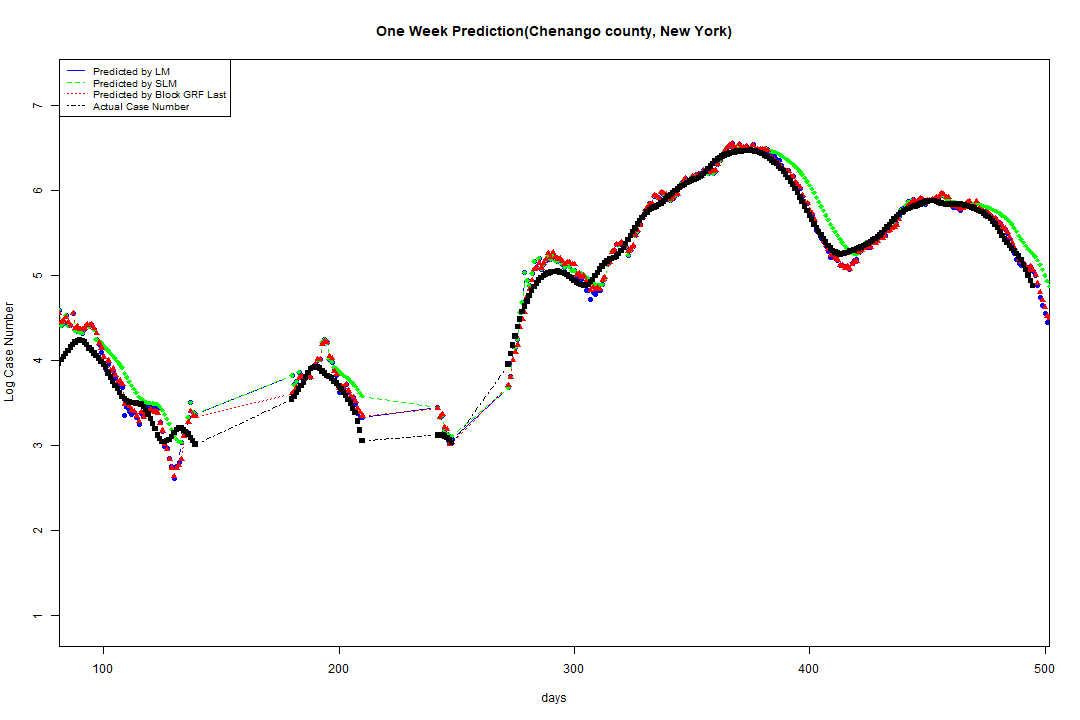 One Week Prediction(Chenango county, New York)
Predicted by LM
Predicted by SLM
Predicted by Block GRF Last
Actual Case Number
7
6
5
4
3
2
1
Log Case Number
100 200 300 400 500
days